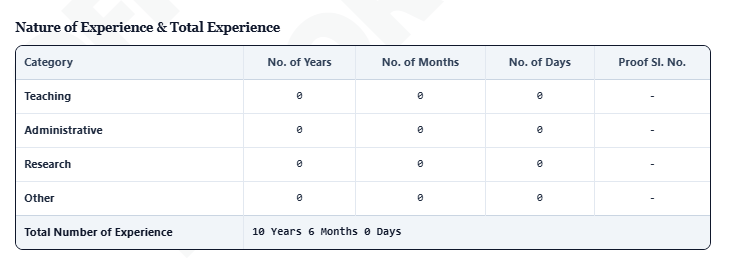 Nature of Experience & Total Experience
Category No. of Years No. of Months No. of Days Proof Sl. No.
Teaching 0 0 0 -
Administrative 0 0 0 -
Research 0 0 0 -
Other 0 0 0 -
Total Number of Experience 10 Years 6 Months 0 Days